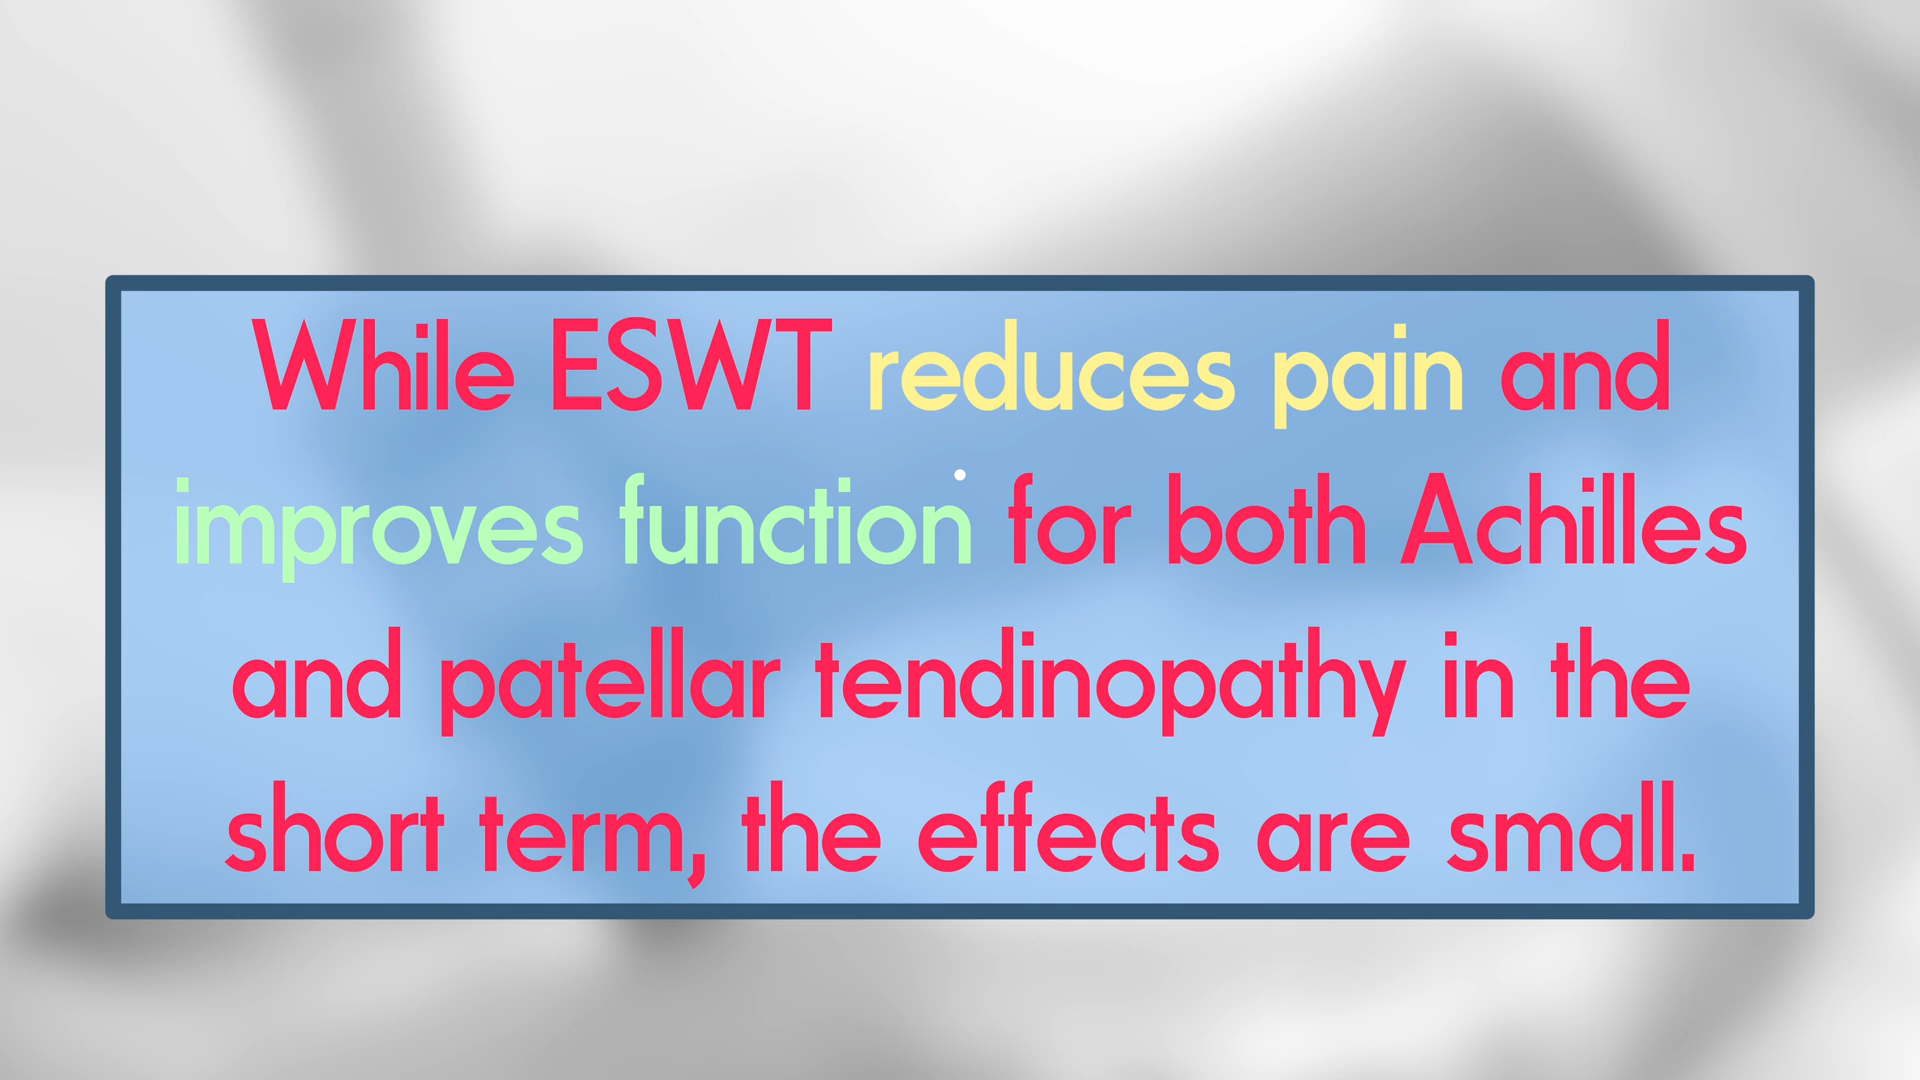 While ESWT reduces pain and
improves function for both Achilles
and patellar tendinopathy in the
short term, the effects are small.